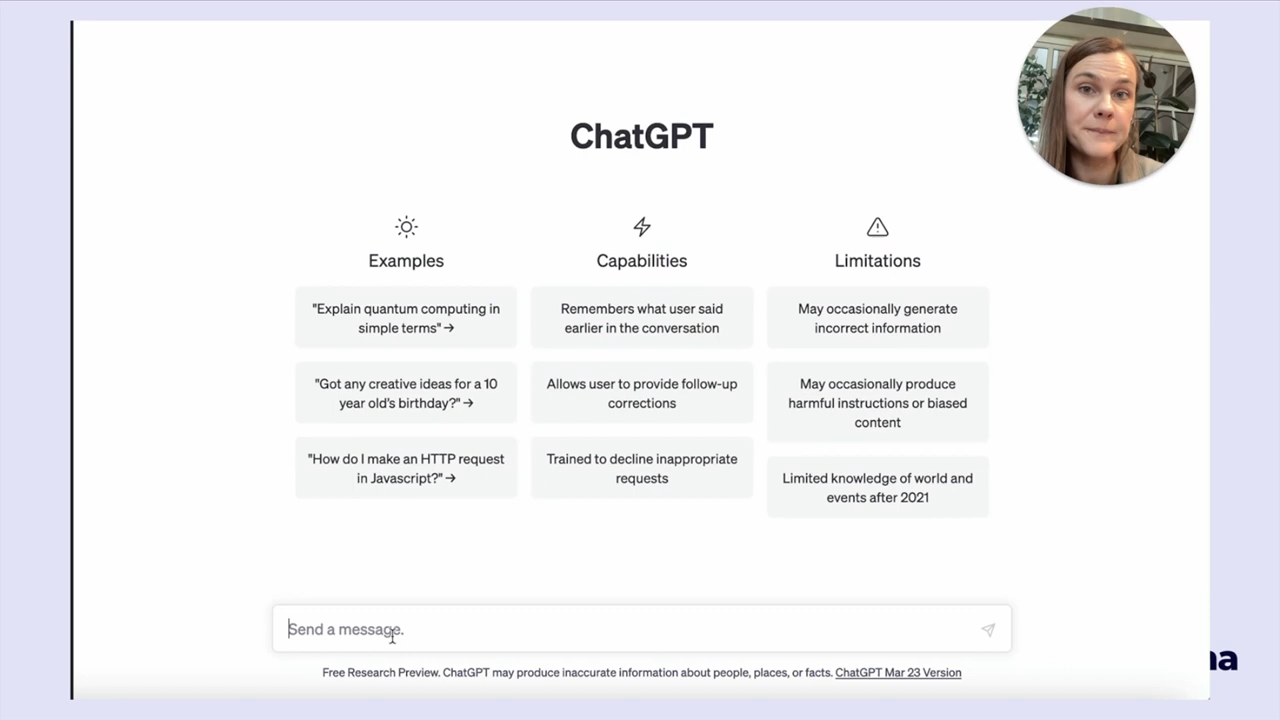 ChatGPT
Examples
"Explain quantum computing in
simple terms" →
"Got any creative ideas for a 10
year old's birthday?" →
"How do I make an HTTP request
in Javascript?" →
Capabilities
Remembers what user said
earlier in the conversation
Allows user to provide follow-up
corrections
Trained to decline inappropriate
requests
Limitations
May occasionally generate
incorrect information
May occasionally produce
harmful instructions or biased
content
Limited knowledge of world and
events after 2021
Send a message.
Free Research Preview. ChatGPT may produce inaccurate information about people, places, or facts. ChatGPT Mar 23 Version